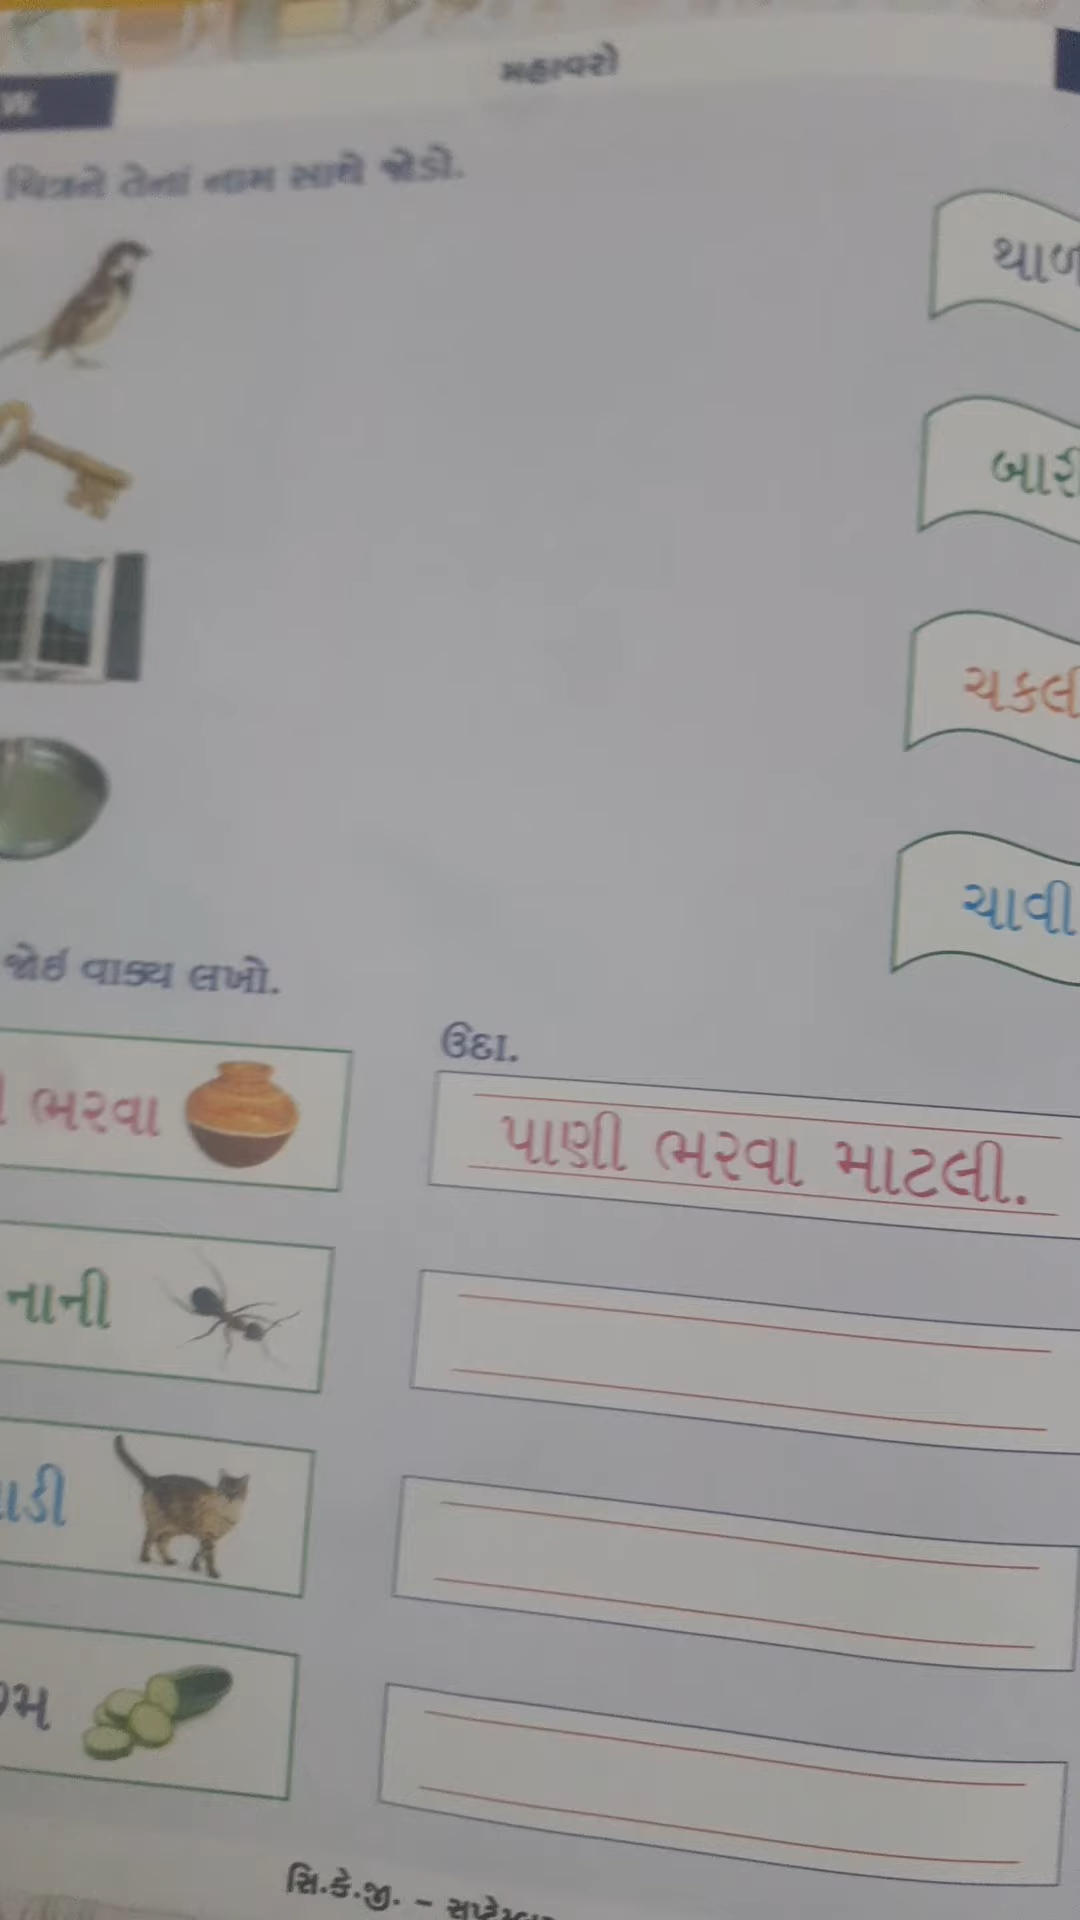 W.
મહાવરો
ચિત્રને તેનાં નામ સાથે જોડો.
બારી
ચકલી
ચાવી
જોઈ વાક્ય લખો.
ઉદા.
ભરવા
પાણી ભરવા માટલી.
નાની
સિ.કે.જી. –